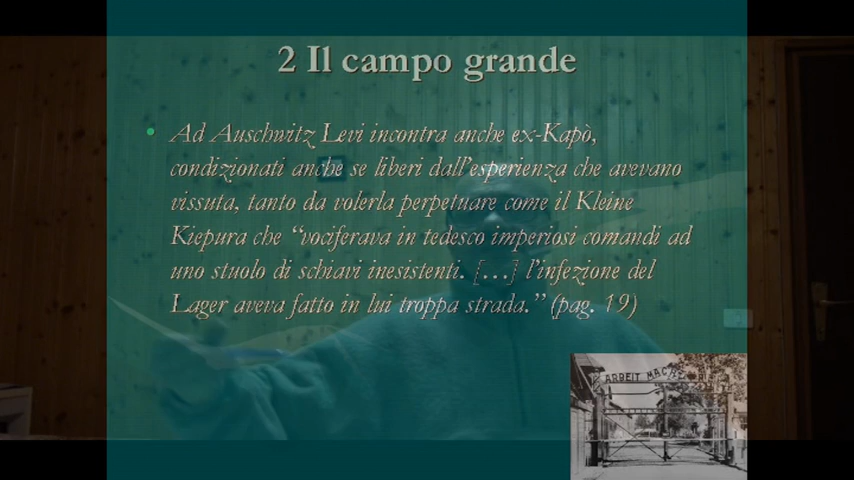 2 Il campo grande
Ad Auschwitz Levi incontra anche ex-Kapò,
condizionati anche se liberi dall'esperienza che avevano
vissuta, tanto da volerla perpetuare come il Kleine
Kiepura che “vociferava in tedesco imperiosi comandi ad
uno stuolo di schiavi inesistenti. […] l'infezione del
Lager aveva fatto in lui troppa strada.” (pag. 19)
ARBEIT